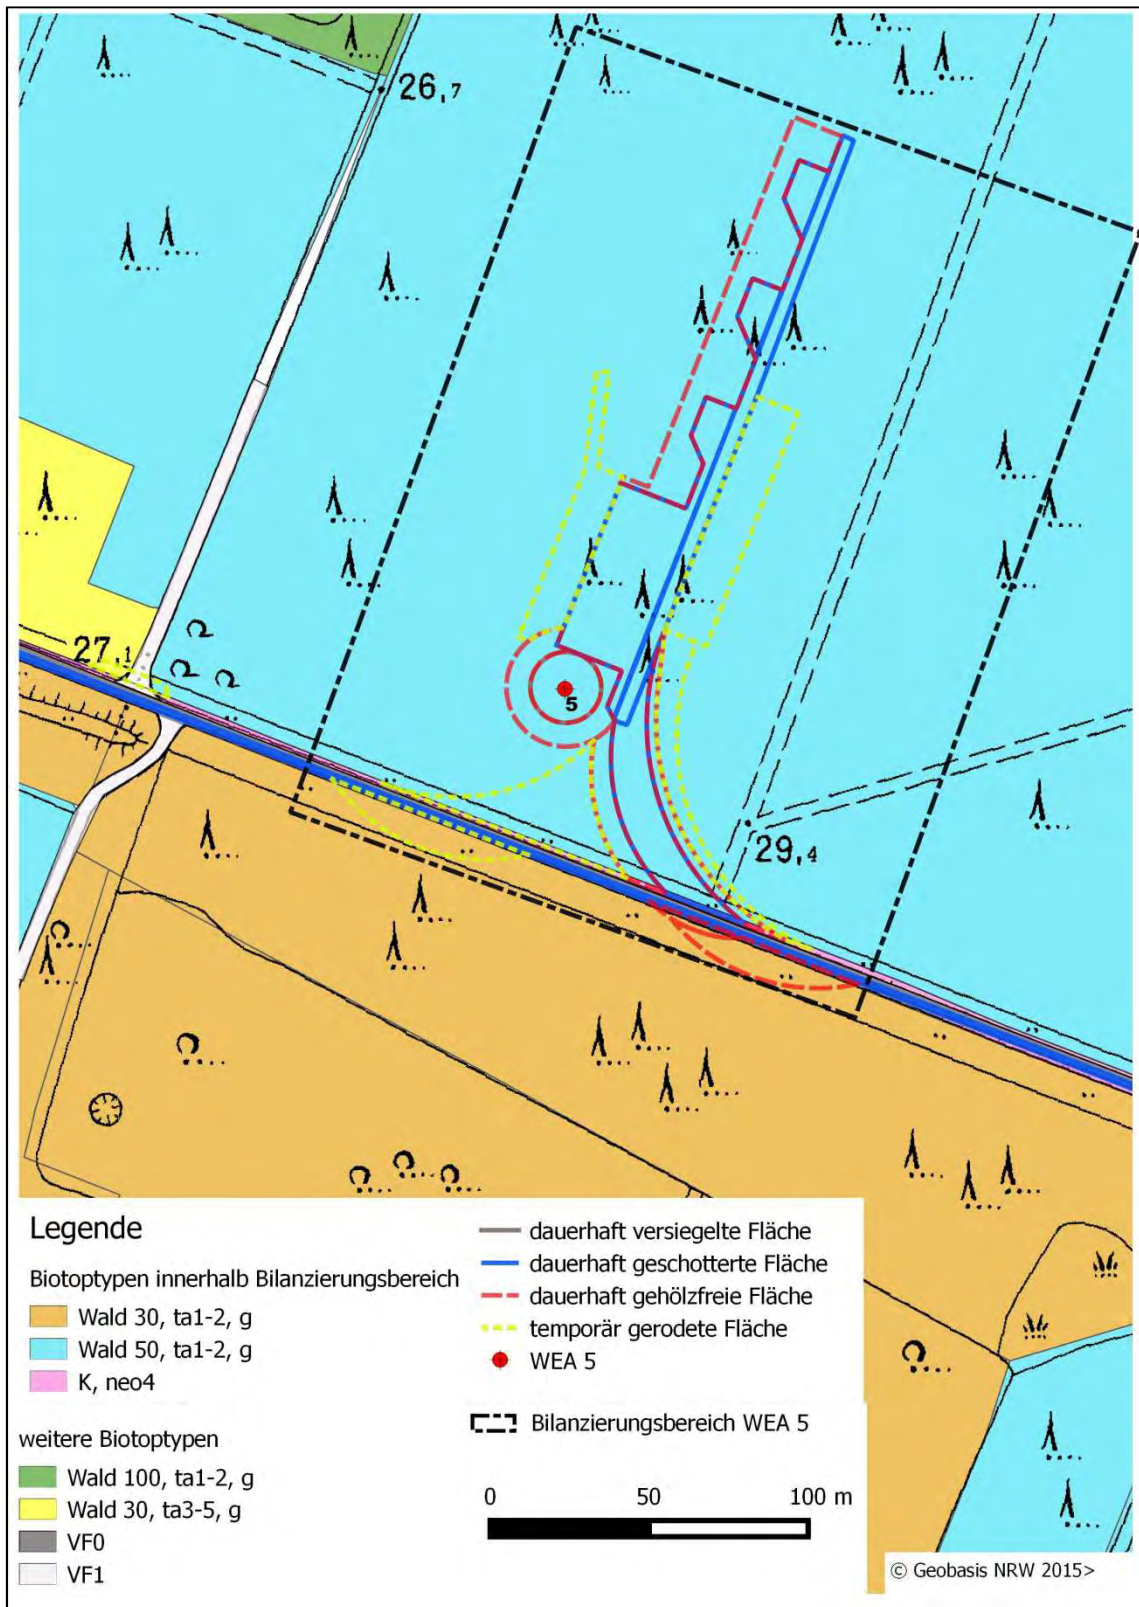 26,7
27,1
5
29,4
Legende
Biotoptypen innerhalb Bilanzierungsbereich
Wald 30, ta1-2, g
Wald 50, ta1-2, g
K, neo4
weitere Biotoptypen
Wald 100, ta1-2, g
Wald 30, ta3-5, g
VF0
VF1
dauerhaft versiegelte Fläche
dauerhaft geschotterte Fläche
dauerhaft gehölzfreie Fläche
temporär gerodete Fläche
WEA 5
Bilanzierungsbereich WEA 5
0 50 100 m
© Geobasis NRW 2015>